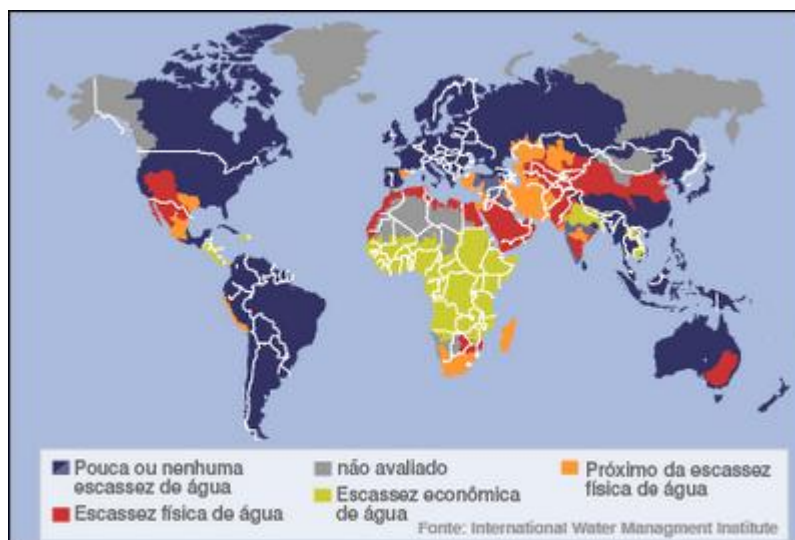 Pouca ou nenhuma
escassez de água
Escassez física de água
não avaliado
Escassez econômica
de água
Próximo da escassez
física de água
Fonte: International Water Managment Institute